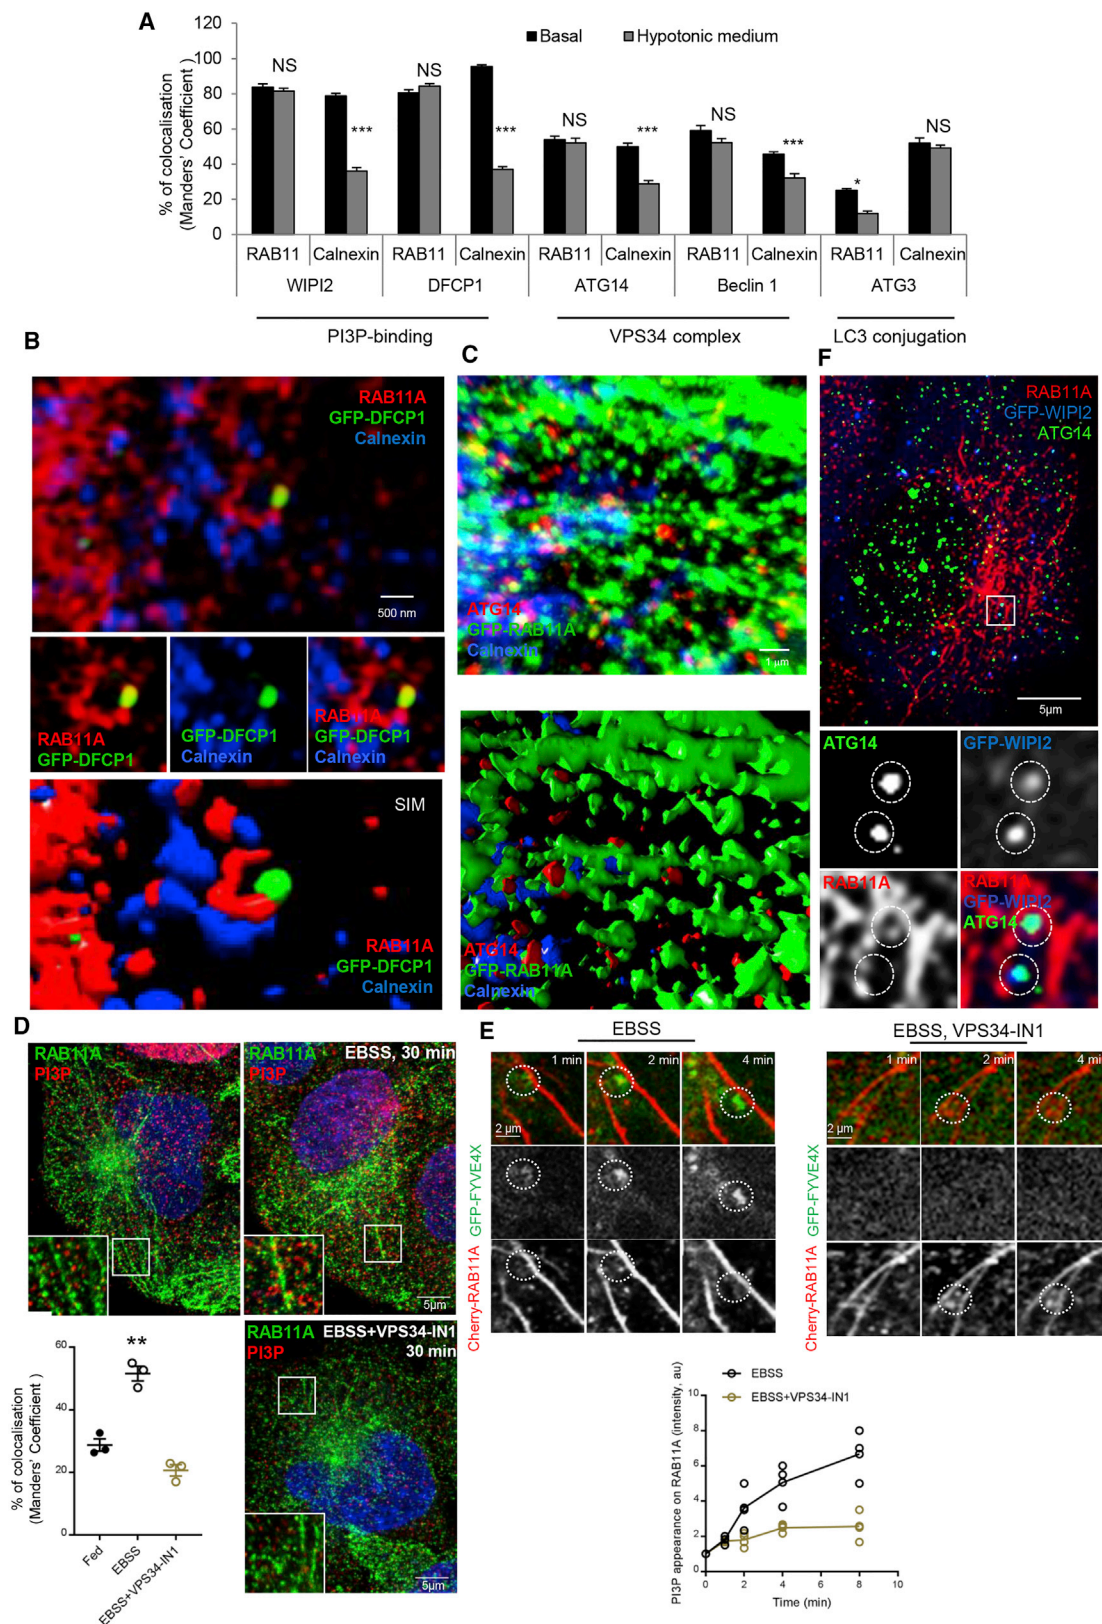 A
120
100
80
60
40
20
0
% of colocalisation
(Manders' Coefficient )
Basal
Hypotonic medium
NS
***
NS
***
NS
***
NS
***
*
NS
RAB11 Calnexin RAB11 Calnexin RAB11 Calnexin RAB11 Calnexin RAB11 Calnexin
WIPI2 DFCP1 ATG14 Beclin 1 ATG3
PI3P-binding VPS34 complex LC3 conjugation
B
RAB11A
GFP-DFCP1
Calnexin
500 nm
RAB11A
GFP-DFCP1
GFP-DFCP1
Calnexin
RAB11A
GFP-DFCP1
Calnexin
SIM
RAB11A
GFP-DFCP1
Calnexin
C
ATG14
GFP-RAB11A
Calnexin
1 µm
ATG14
GFP-RAB11A
Calnexin
F
RAB11A
GFP-WIPI2
ATG14
5µm
ATG14
GFP-WIPI2
RAB11A
RAB11A
GFP-WIPI2
ATG14
D
RAB11A
PI3P
RAB11A EBSS, 30 min
PI3P
5µm
RAB11A EBSS+VPS34-IN1
PI3P 30 min
5µm
60
40
20
0
% of colocalisation
(Manders' Coefficient )
**
Fed
EBSS
EBSS+VPS34-IN1
E
EBSS
1 min
2 min
4 min
2 µm
GFP-FYVE4X
Cherry-RAB11A
EBSS, VPS34-IN1
1 min
2 min
4 min
2 µm
GFP-FYVE4X
Cherry-RAB11A
EBSS
EBSS+VPS34-IN1
PI3P appearance on RAB11A (intensity, au)
10
8
6
4
2
0
0 2 4 6 8 10
Time (min)